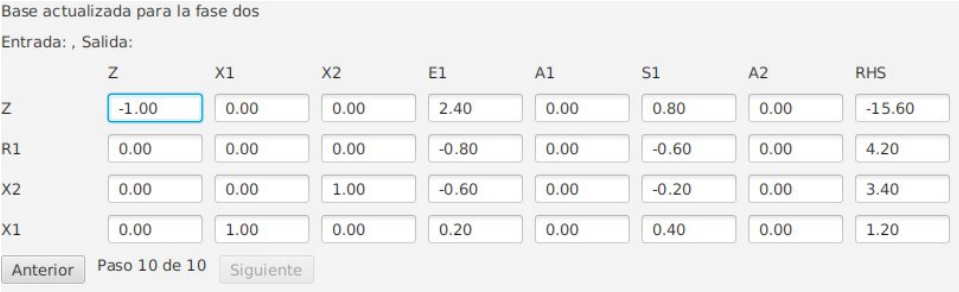 Base actualizada para la fase dos
Entrada: , Salida:
Z X1 X2 E1 A1 S1 A2 RHS
Z -1.00 0.00 0.00 2.40 0.00 0.80 0.00 -15.60
R1 0.00 0.00 0.00 -0.80 0.00 -0.60 0.00 4.20
X2 0.00 0.00 1.00 -0.60 0.00 -0.20 0.00 3.40
X1 0.00 1.00 0.00 0.20 0.00 0.40 0.00 1.20
Anterior Paso 10 de 10 Siguiente